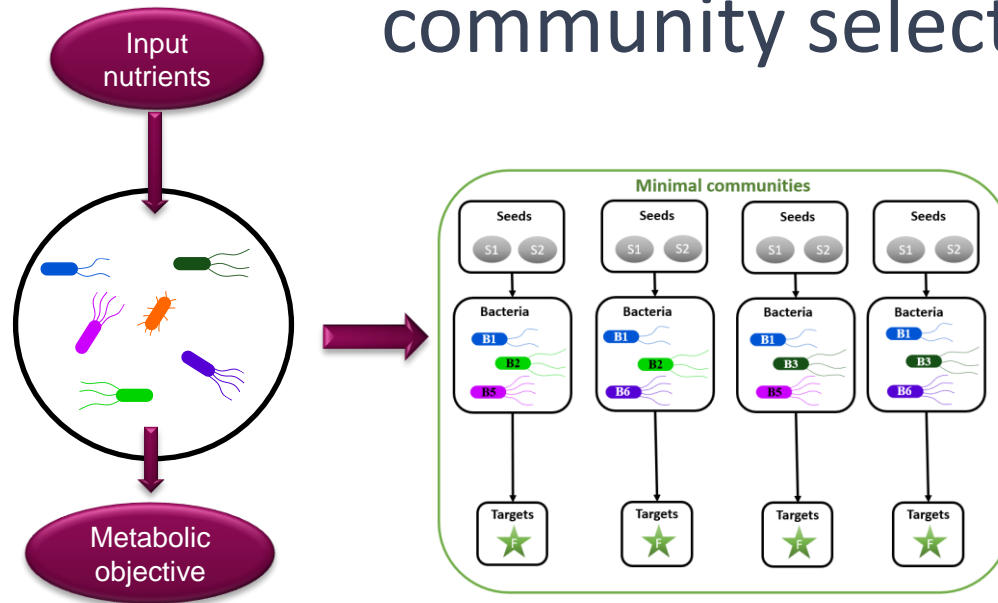 community select
Input
nutrients
Metabolic
objective
Minimal communities
Seeds
S1 S2
Bacteria
B1
B2
B5
Targets
F
Seeds
S1 S2
Bacteria
B1
B2
B6
Targets
F
Seeds
S1 S2
Bacteria
B1
B3
B5
Targets
F
Seeds
S1 S2
Bacteria
B1
B3
B6
Targets
F